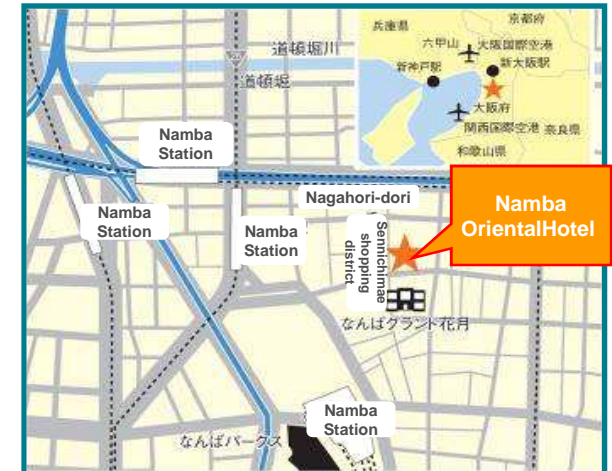 兵庫県
京都府
六甲山
大阪国際空港
新神戸駅
新大阪駅
大阪府
関西国際空港
奈良県
和歌山県
道頓堀川
道頓堀
Namba
Station
Nagahori-dori
Namba
Station
Namba
Station
Sennichimae
shopping
district
Namba
OrientalHotel
なんばグランド花月
Namba
Station
なんばパークス